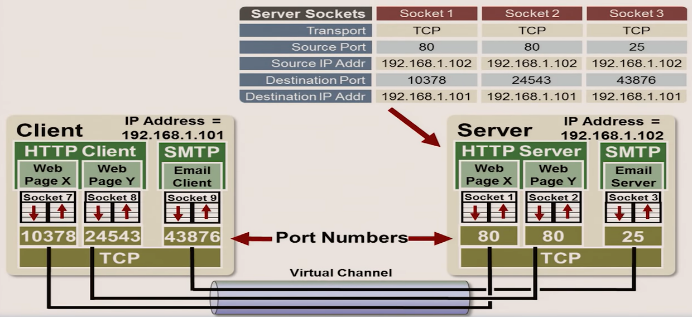 Server Sockets Socket 1 Socket 2 Socket 3
Transport TCP TCP TCP
Source Port 80 80 25
Source IP Addr 192.168.1.102 192.168.1.102 192.168.1.102
Destination Port 10378 24543 43876
Destination IP Addr 192.168.1.101 192.168.1.101 192.168.1.101
Client
IP Address =
192.168.1.101
HTTP Client SMTP
Web
Page X
Web
Page Y
Email
Client
Socket 7 Socket 8 Socket 9
10378 24543 43876
TCP
Port Numbers
Server
IP Address =
192.168.1.102
HTTP Server SMTP
Web
Page X
Web
Page Y
Email
Server
Socket 1 Socket 2 Socket 3
80 80 25
TCP
Virtual Channel